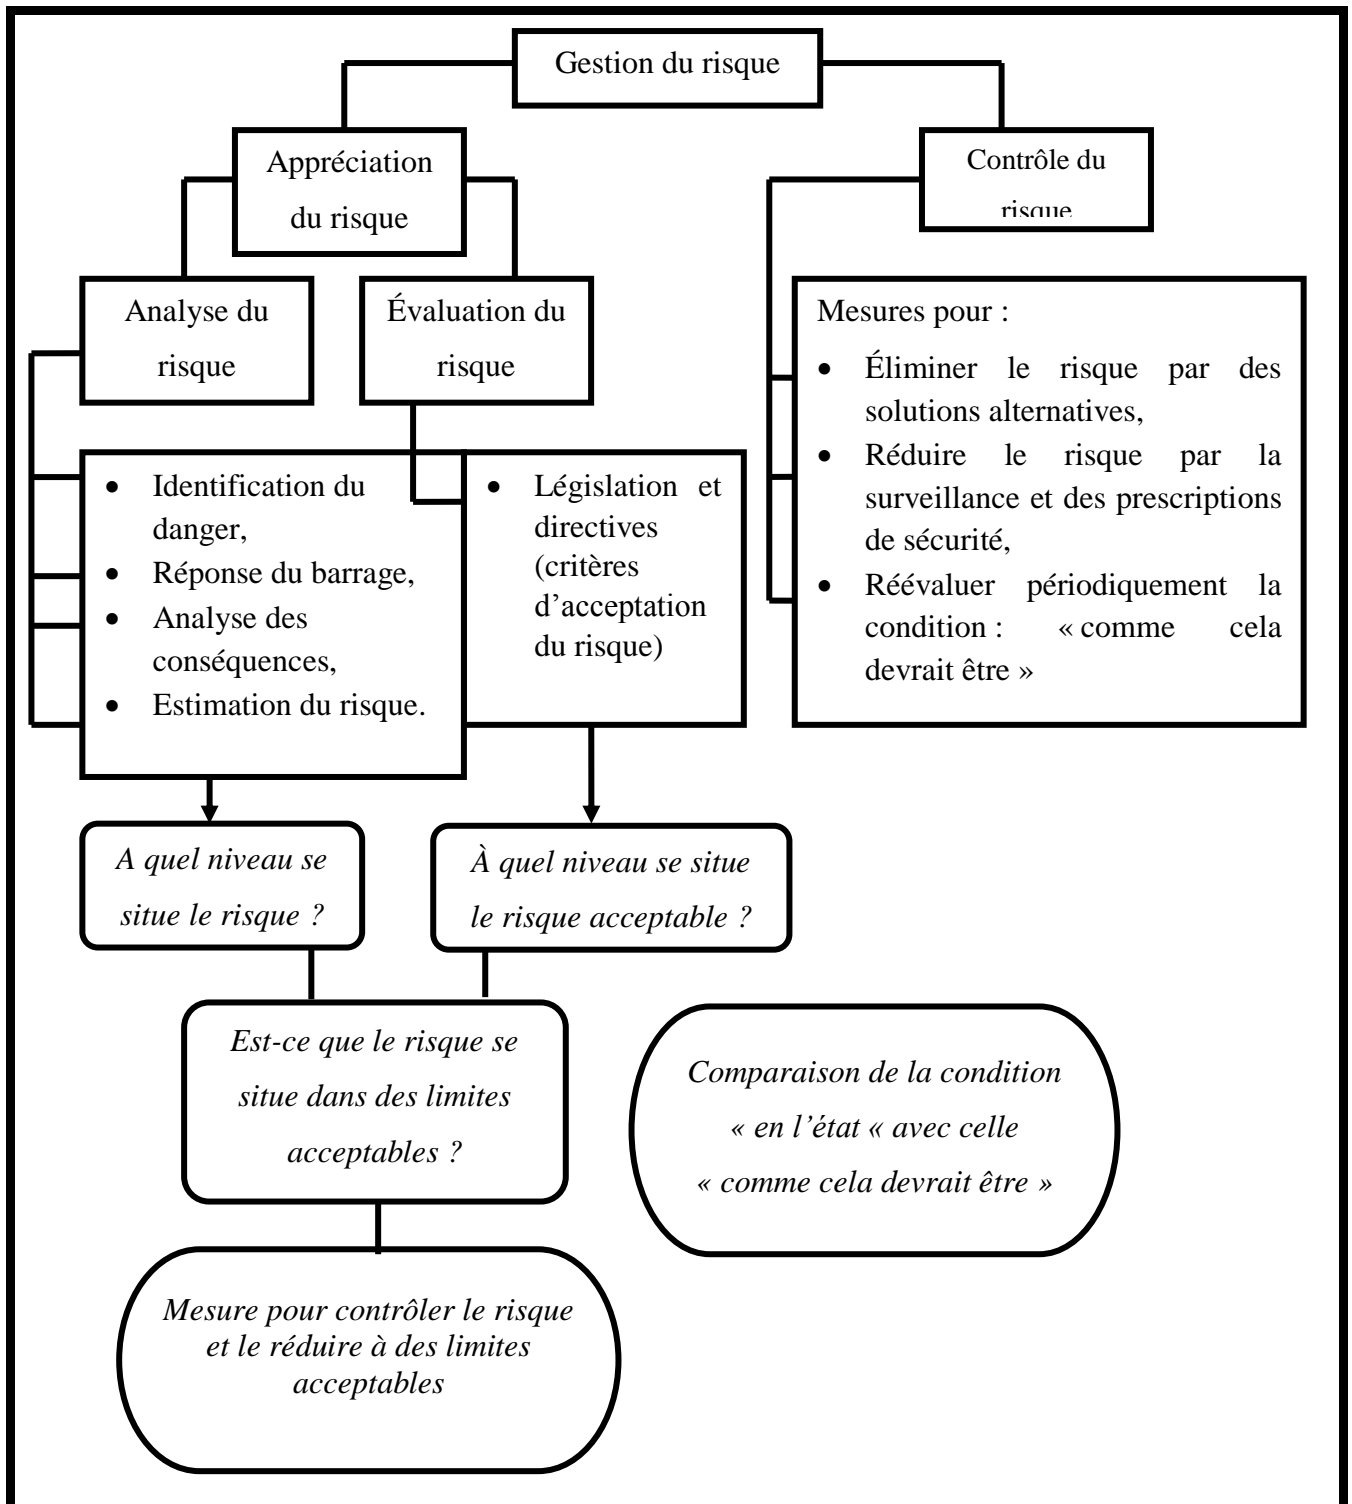 Gestion du risque
Appréciation
du risque
Contrôle du
risque
Analyse du
risque
Évaluation du
risque
Mesures pour :
• Éliminer le risque par des
solutions alternatives,
• Réduire le risque par la
surveillance et des prescriptions
de sécurité,
• Réévaluer périodiquement la
condition : « comme cela
devrait être »
• Identification du
danger,
• Réponse du barrage,
• Analyse des
conséquences,
• Estimation du risque.
• Législation et
directives
(critères
d’acceptation
du risque)
A quel niveau se
situe le risque ?
À quel niveau se situe
le risque acceptable ?
Est-ce que le risque se
situe dans des limites
acceptables ?
Comparaison de la condition
« en l’état « avec celle
« comme cela devrait être »
Mesure pour contrôler le risque
et le réduire à des limites
acceptables